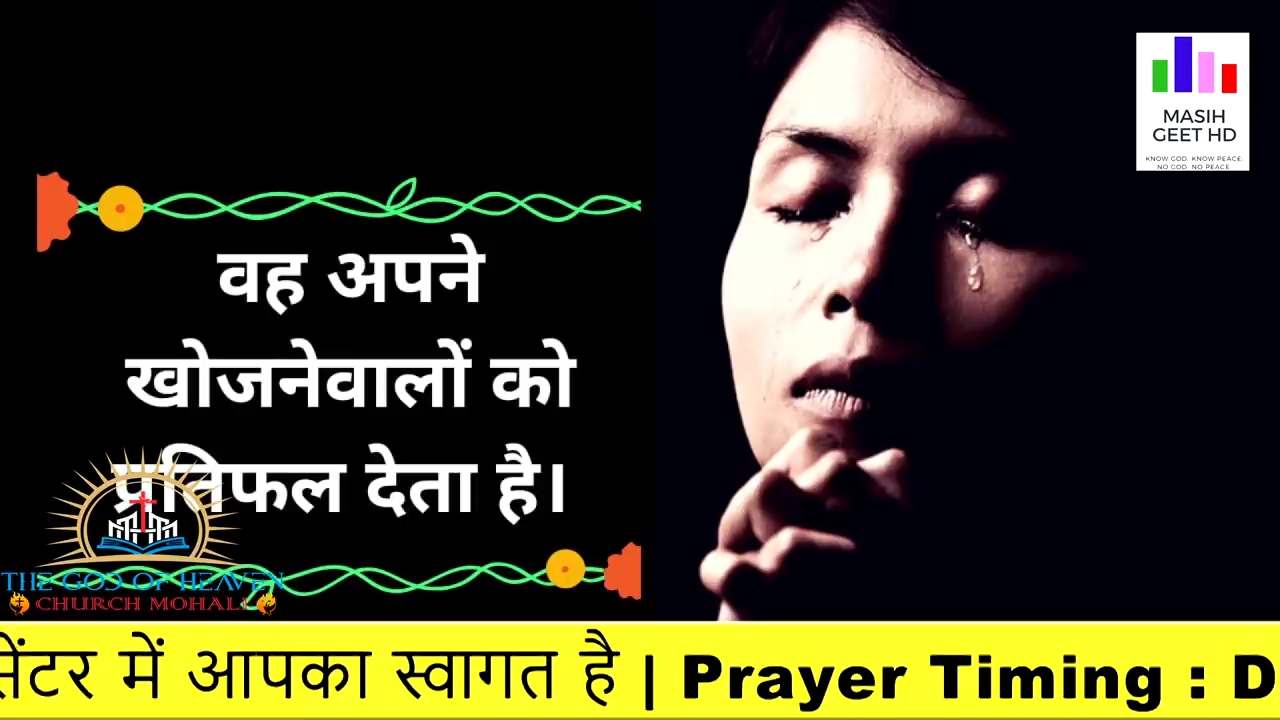 वह अपने
खोजनेवालों को
प्रतिफल देता है।
MASIH
GEET HD
KNOW GOD. KNOW PEACE.
NO GOD. NO PEACE
THE GOD OF HEAVEN
CHURCH MOHALI
सेंटर में आपका स्वागत है | Prayer Timing : D